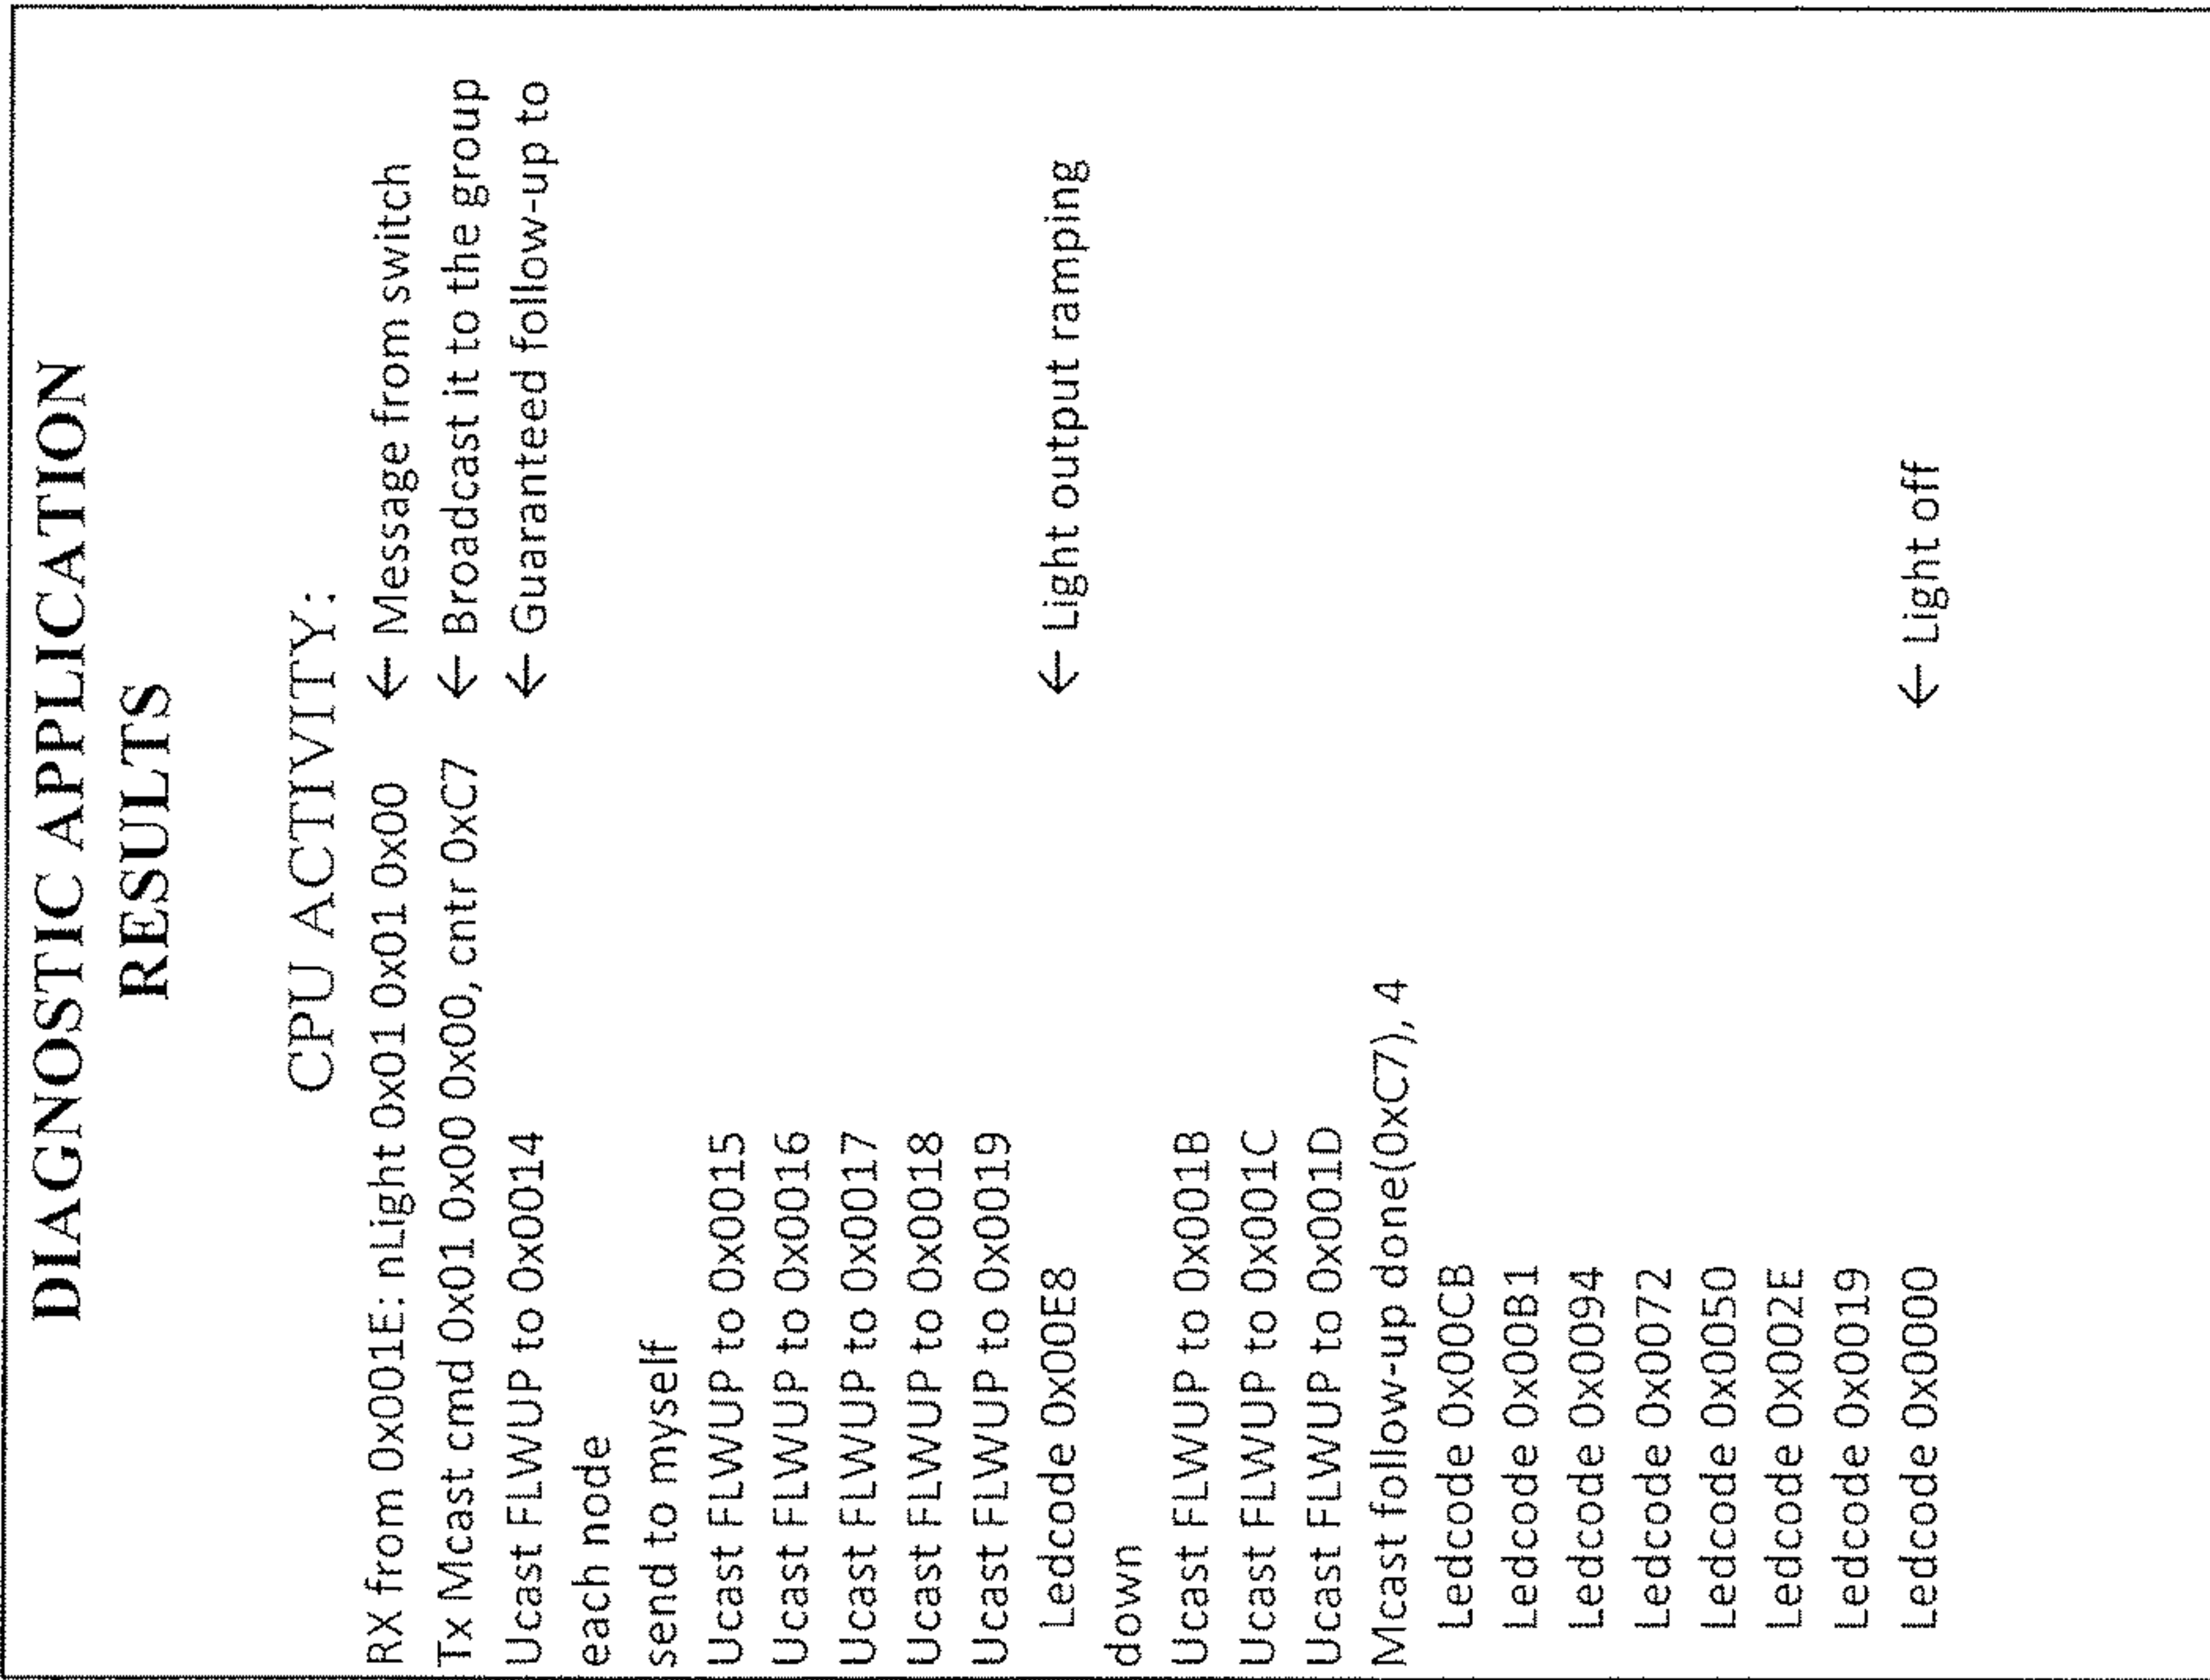 DIAGNOSTIC APPLICATION
RESULTS
CPU ACTIVITY:
RX from 0x001E: nLight 0x01 0x01 0x00 ← Message from switch
Tx Mcast cmd 0x01 0x00 0x00, cntr 0xC7 ← Broadcast it to the group
Ucast FLWUP to 0x0014 ← Guaranteed follow-up to
each node
send to myself
Ucast FLWUP to 0x0015
Ucast FLWUP to 0x0016
Ucast FLWUP to 0x0017
Ucast FLWUP to 0x0018
Ucast FLWUP to 0x0019
Ledcode 0x00E8 ← Light output ramping
down
Ucast FLWUP to 0x001B
Ucast FLWUP to 0x001C
Ucast FLWUP to 0x001D
Mcast follow-up done(0xC7), 4
Ledcode 0x00CB
Ledcode 0x00B1
Ledcode 0x0094
Ledcode 0x0072
Ledcode 0x0050
Ledcode 0x002E
Ledcode 0x0019
Ledcode 0x0000 ← Light off